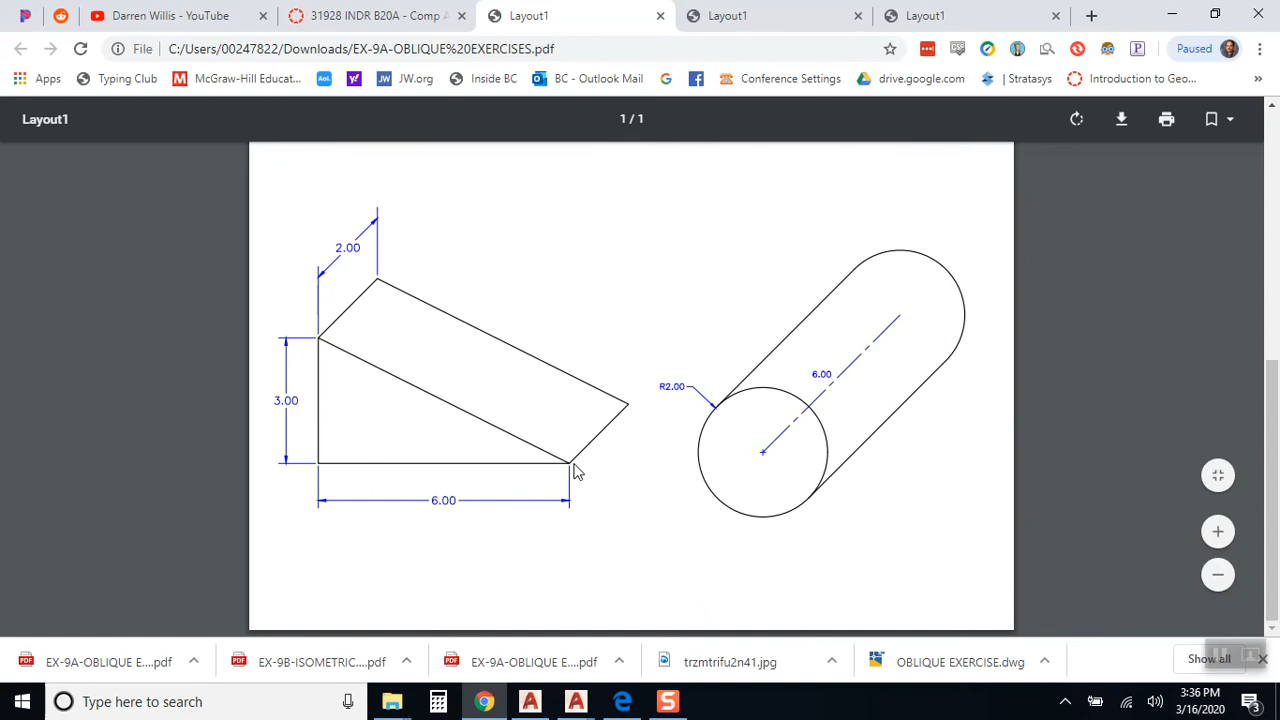 Darren Willis - YouTube
31928 INDR B20A - Comp A
Layout1
Layout1
Layout1
File
C:/Users/00247822/Downloads/EX-9A-OBLIQUE%20EXERCISES.pdf
Paused
Apps
Typing Club
McGraw-Hill Educat...
Aol.
JW
JW.org
Inside BC
BC - Outlook Mail
Conference Settings
drive.google.com
| Stratasys
Introduction to Geo...
Layout1
1 / 1
2.00
3.00
6.00
R2.00
6.00
EX-9A-OBLIQUE E....pdf
EX-9B-ISOMETRIC....pdf
EX-9A-OBLIQUE E....pdf
trzmtrifu2n41.jpg
OBLIQUE EXERCISE.dwg
Show all
Type here to search
3:36 PM
3/16/2020
3